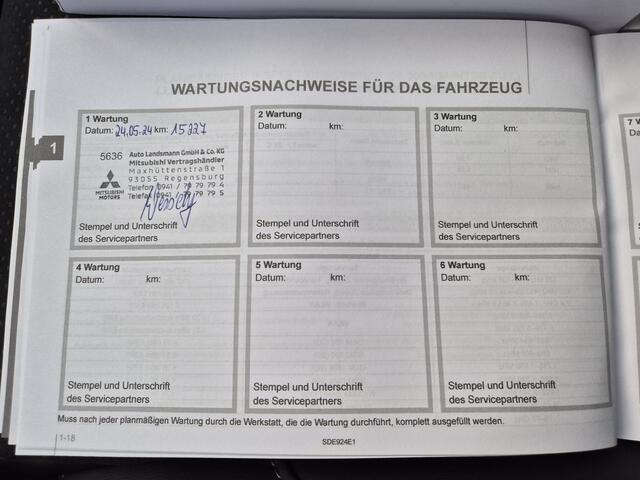 WARTUNGSNACHWEISE FÜR DAS FAHRZEUG
1
1 Wartung
Datum: 24.05.24 km: 15227
5636
Auto Landsmann GmbH & Co. KG
Mitsubishi Vertragshändler
Maxhüttenstraße 1
93055 Regensburg
Telefon 0941 / 79 79 79 4
Telefax 0941 / 79 79 79 5
MITSUBISHI
MOTORS
Stempel und Unterschrift
des Servicepartners
2 Wartung
Datum: km:
Stempel und Unterschrift
des Servicepartners
3 Wartung
Datum: km:
Stempel und Unterschrift
des Servicepartners
4 Wartung
Datum: km:
Stempel und Unterschrift
des Servicepartners
5 Wartung
Datum: km:
Stempel und Unterschrift
des Servicepartners
6 Wartung
Datum: km:
Stempel und Unterschrift
des Servicepartners
Muss nach jeder planmäßigen Wartung durch die Werkstatt, die die Wartung durchführt, komplett ausgefüllt werden.
1-18
SDE924E1